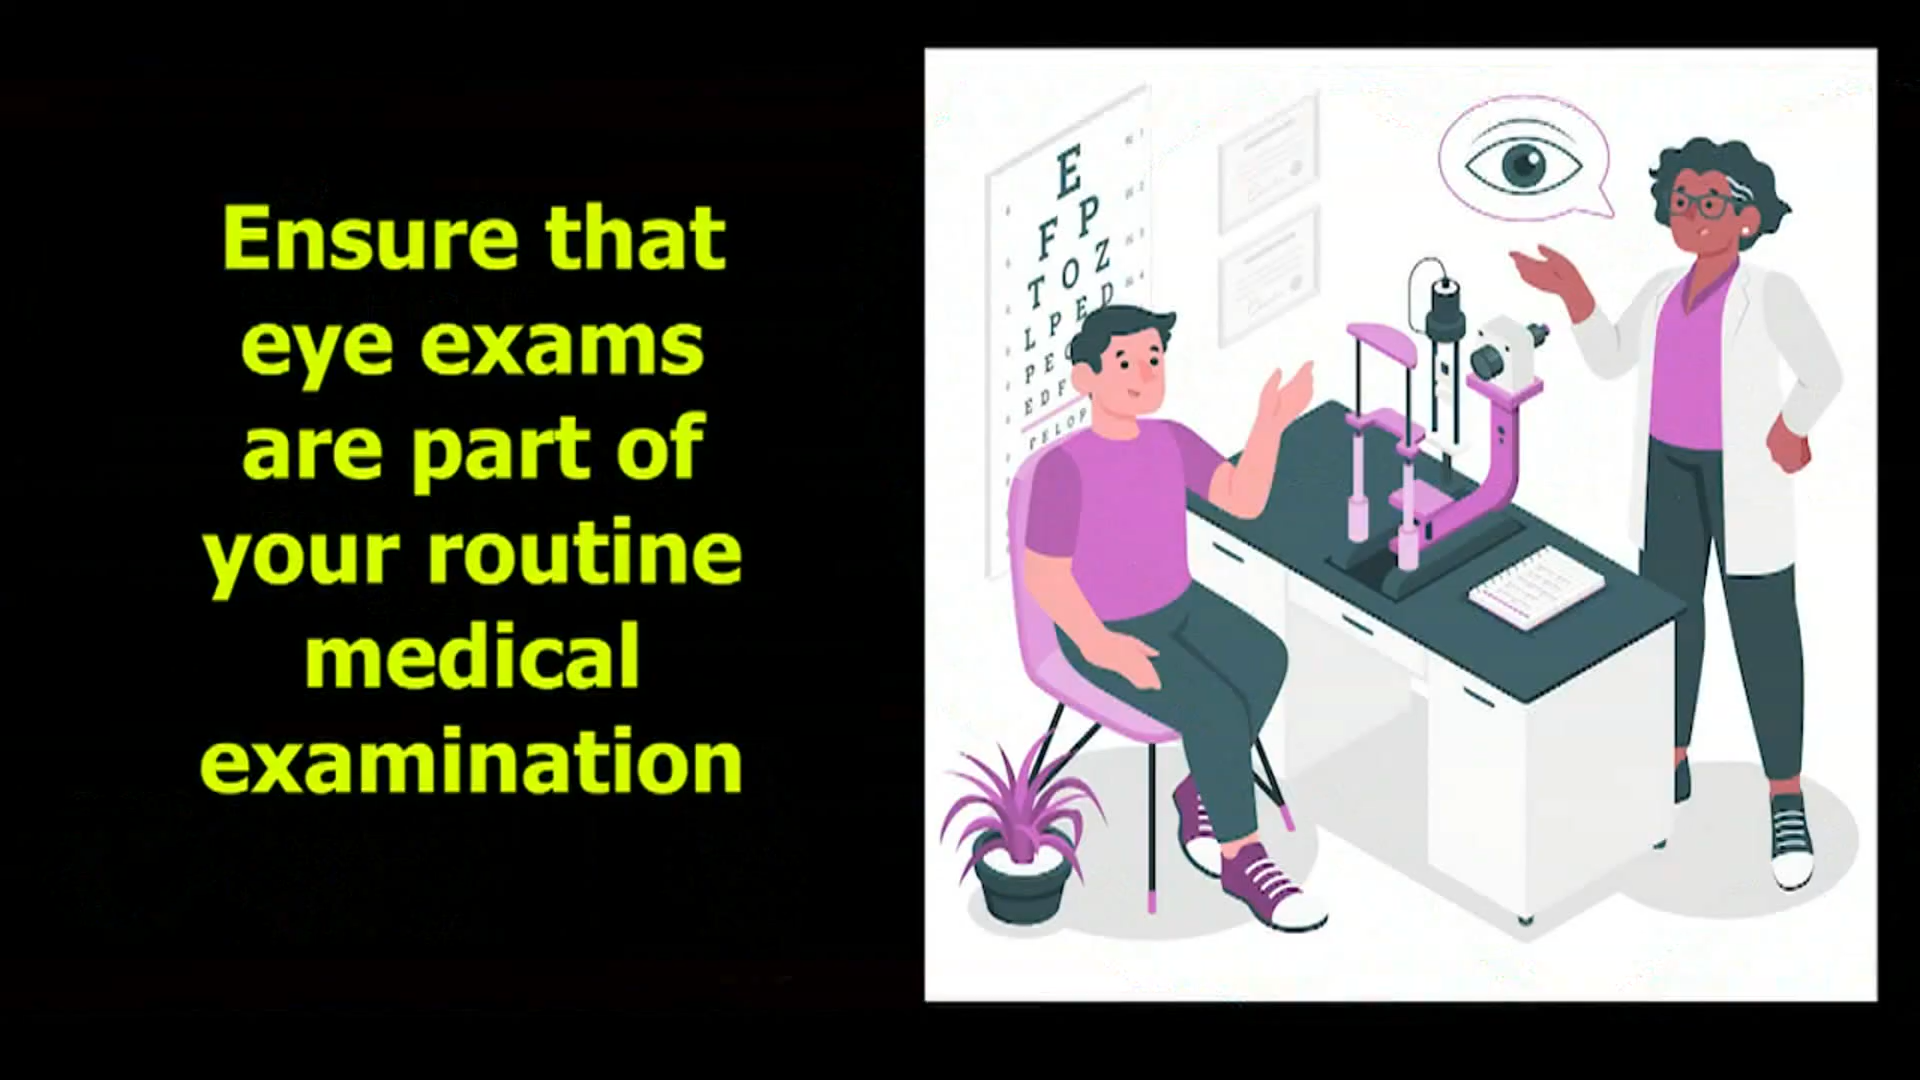 Ensure that
eye exams
are part of
your routine
medical
examination
E
F P
T O Z
L P E D
P E
E D F
P E L O P